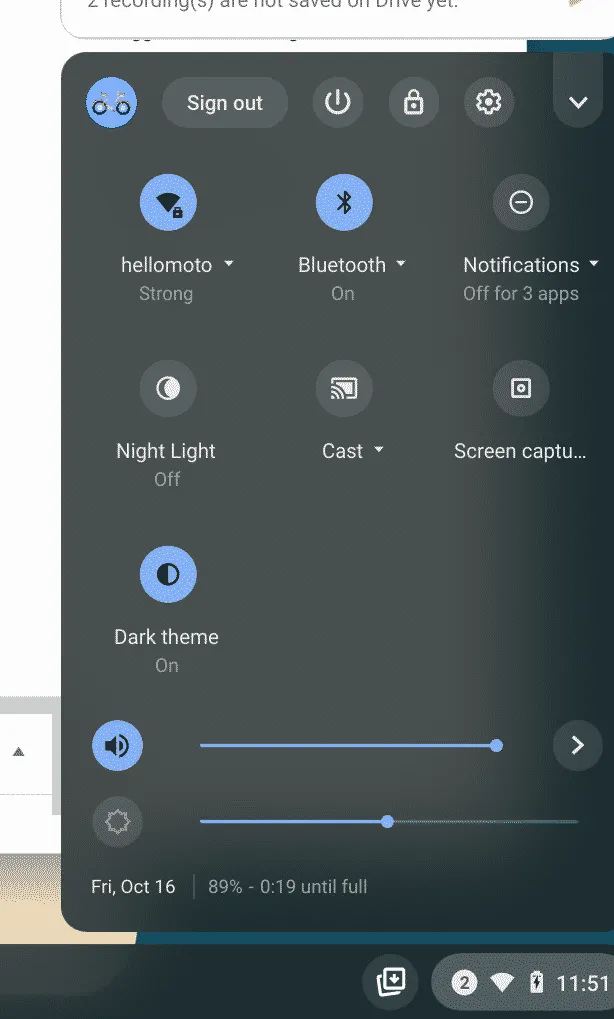 2 recording(s) are not saved on Drive yet.
Sign out
hellomoto
Strong
Bluetooth
On
Notifications
Off for 3 apps
Night Light
Off
Cast
Screen captu...
Dark theme
On
Fri, Oct 16
89% - 0:19 until full
2
11:51